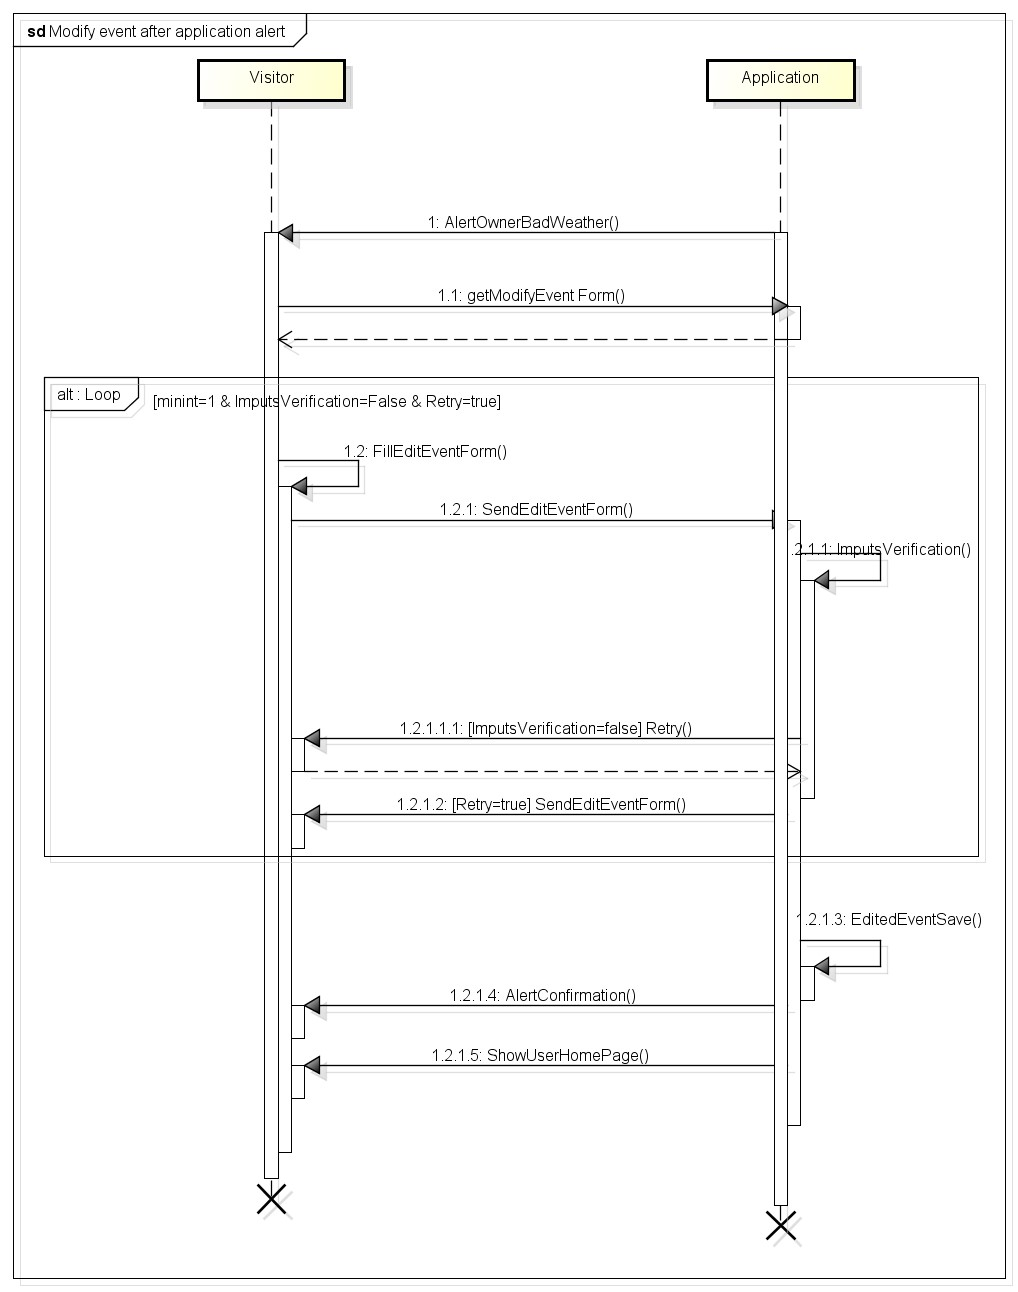 sd Modify event after application alert
Visitor
Application
1: AlertOwnerBadWeather()
1.1: getModifyEvent Form()
alt : Loop
[minint=1 & ImputsVerification=False & Retry=true]
1.2: FillEditEventForm()
1.2.1: SendEditEventForm()
.2.1.1: ImputsVerification()
1.2.1.1.1: [ImputsVerification=false] Retry()
1.2.1.2: [Retry=true] SendEditEventForm()
1.2.1.3: EditedEventSave()
1.2.1.4: AlertConfirmation()
1.2.1.5: ShowUserHomePage()